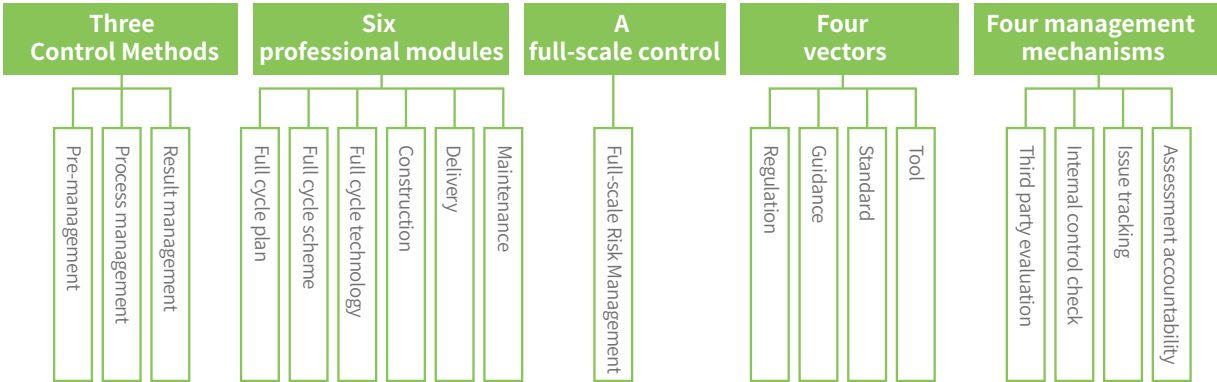 Three
Control Methods
Pre-management
Process management
Result management
Six
professional modules
Full cycle plan
Full cycle scheme
Full cycle technology
Construction
Delivery
Maintenance
A
full-scale control
Full-scale Risk Management
Four
vectors
Regulation
Guidance
Standard
Tool
Four management
mechanisms
Third party evaluation
Internal control check
Issue tracking
Assessment accountability